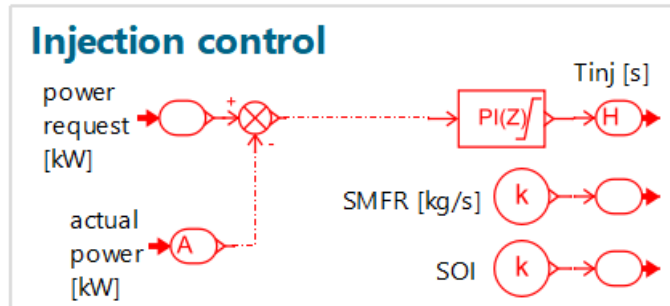 Injection control
power
request
[kW]
+
-
PI(Z)
Tinj [s]
H
actual
power
[kW]
A
SMFR [kg/s]
k
SOI
k